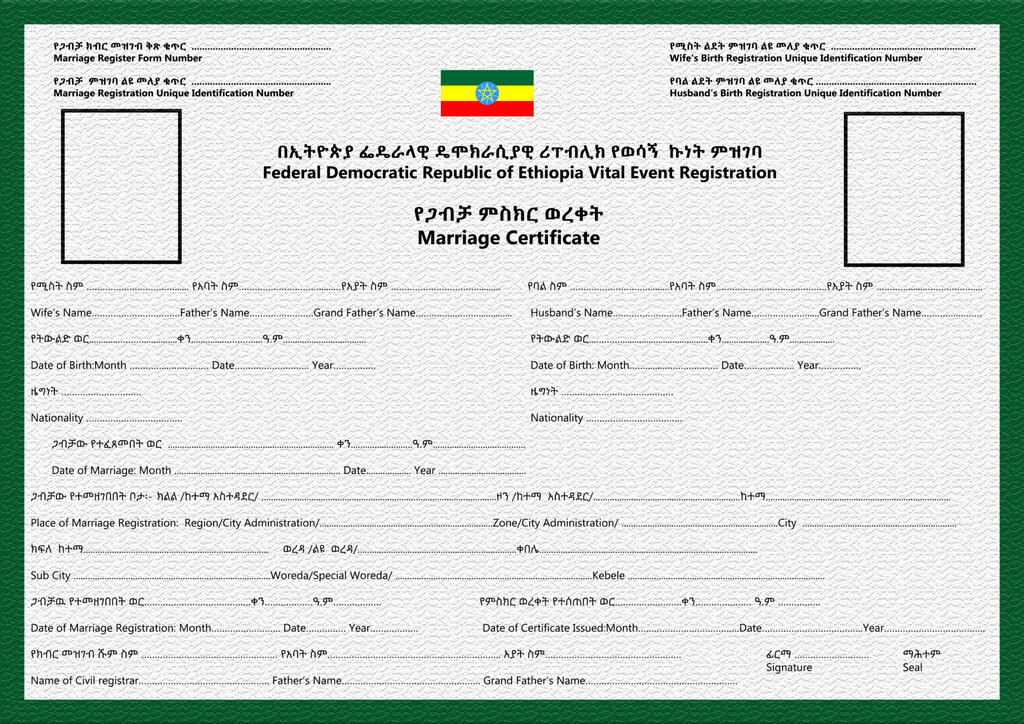 የጋብቻ ክብር መዝገብ ቅጽ ቁጥር ....................................................
Marriage Register Form Number
የጋብቻ ምዝገባ ልዩ መለያ ቁጥር ....................................................
Marriage Registration Unique Identification Number
የሚስት ልደት ምዝገባ ልዩ መለያ ቁጥር ......................................................
Wife's Birth Registration Unique Identification Number
የባል ልደት ምዝገባ ልዩ መለያ ቁጥር ............................................................
Husband's Birth Registration Unique Identification Number
በኢትዮጵያ ፌዴራላዊ ዴሞክራሲያዊ ሪፐብሊክ የወሳኝ ኩነት ምዝገባ
Federal Democratic Republic of Ethiopia Vital Event Registration
የጋብቻ ምስክር ወረቀት
Marriage Certificate
የሚስት ስም ...................................... የአባት ስም......................................የአያት ስም ........................................ የባል ስም .....................................የአባት ስም.........................................የአያት ስም .......................................
Wife's Name.................................Father's Name........................Grand Father's Name.................................... Husband's Name..........................Father's Name..........................Grand Father's Name.......................
የትውልድ ወር.................................ቀን...........................ዓ.ም............................... የትውልድ ወር.............................................ቀን..................ዓ.ም.................
Date of Birth:Month .............................. Date............................ Year................ Date of Birth: Month................................. Date................... Year................
ዜግነት .............................. ዜግነት ..........................................
Nationality .................................... Nationality ....................................
ጋብቻው የተፈጸመበት ወር .............................................................. ቀን.......................ዓ.ም..................................
Date of Marriage: Month .............................................................. Date................. Year .................................
ጋብቻው የተመዘገበበት ቦታ፡- ክልል /ከተማ አስተዳደር/ ........................................................................................ዞን /ከተማ አስተዳደር/.......................................................ከተማ.....................................................................
Place of Marriage Registration: Region/City Administration/.................................................................Zone/City Administration/ ...........................................................City ..........................................................
ክፍለ ከተማ..................................................................... ወረዳ /ልዩ ወረዳ/...........................................................ቀበሌ..................................................................................
Sub City ..........................................................................Woreda/Special Woreda/ ..........................................................................Kebele ..........................................................................
ጋብቻዉ የተመዘገበበት ወር........................................ቀን..................ዓ.ም.................. የምስክር ወረቀት የተሰጠበት ወር.........................ቀን..................... ዓ.ም ................
Date of Marriage Registration: Month.......................... Date............... Year.................. Date of Certificate Issued:Month......................................Date......................................Year......................................
የክብር መዝገብ ሹም ስም ................................................... የአባት ስም................................................................. አያት ስም................................................... ፊርማ ............................ ማሕተም
Signature Seal
Name of Civil registrar................................................. Father's Name.................................................... Grand Father's Name.........................................................